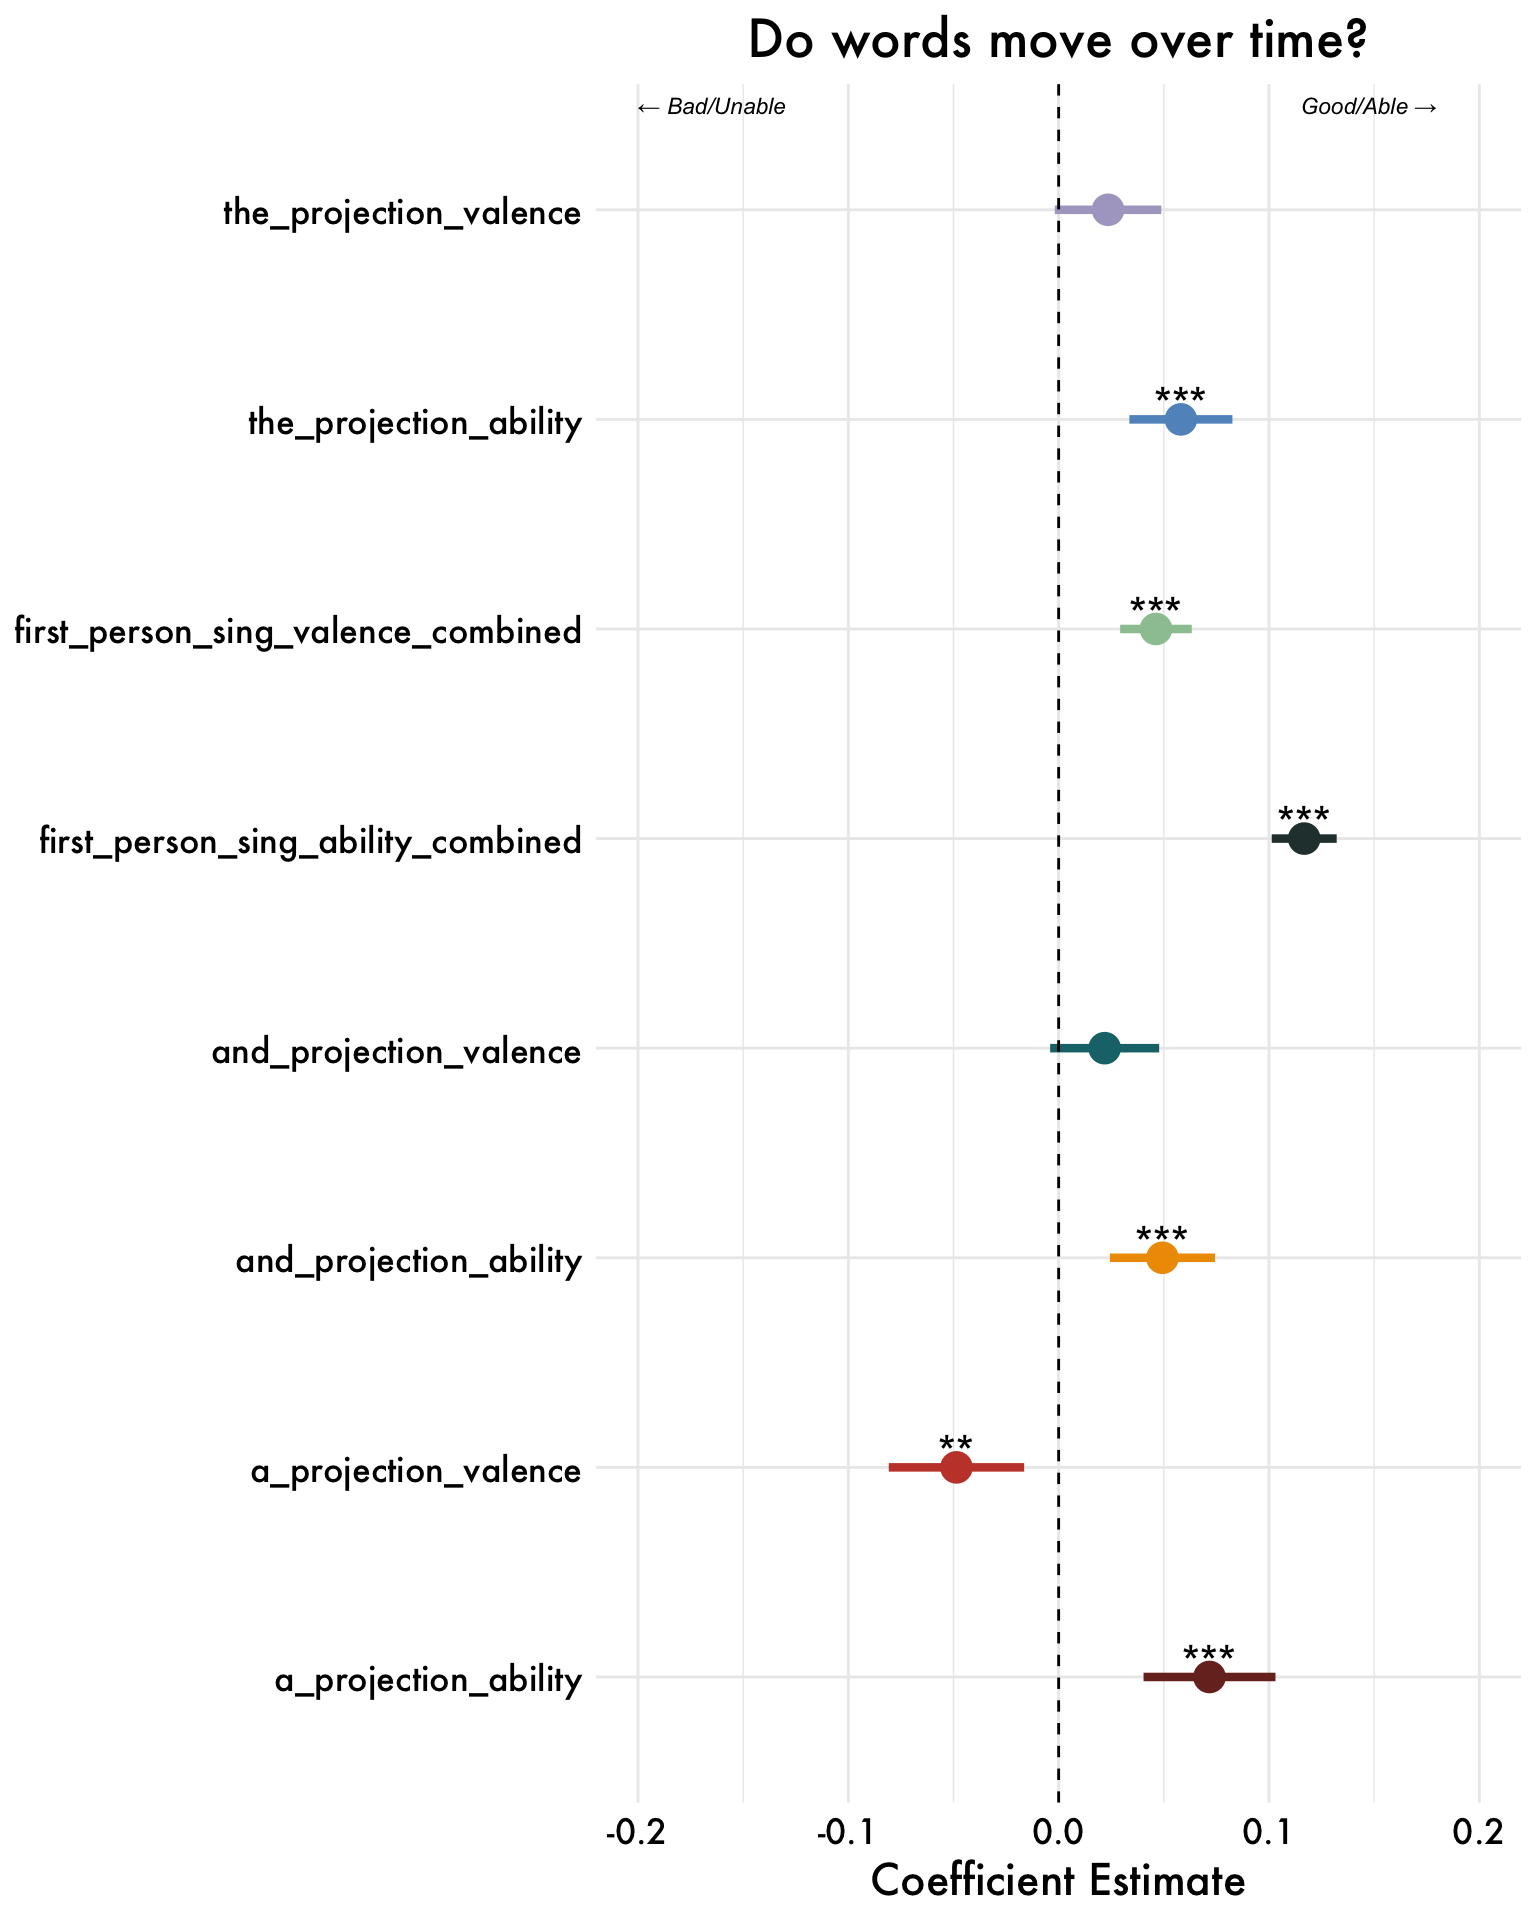 Do words move over time?
← Bad/Unable
Good/Able →
the_projection_valence
***
the_projection_ability
***
first_person_sing_valence_combined
***
first_person_sing_ability_combined
and_projection_valence
***
and_projection_ability
**
a_projection_valence
***
a_projection_ability
-0.2 -0.1 0.0 0.1 0.2
Coefficient Estimate